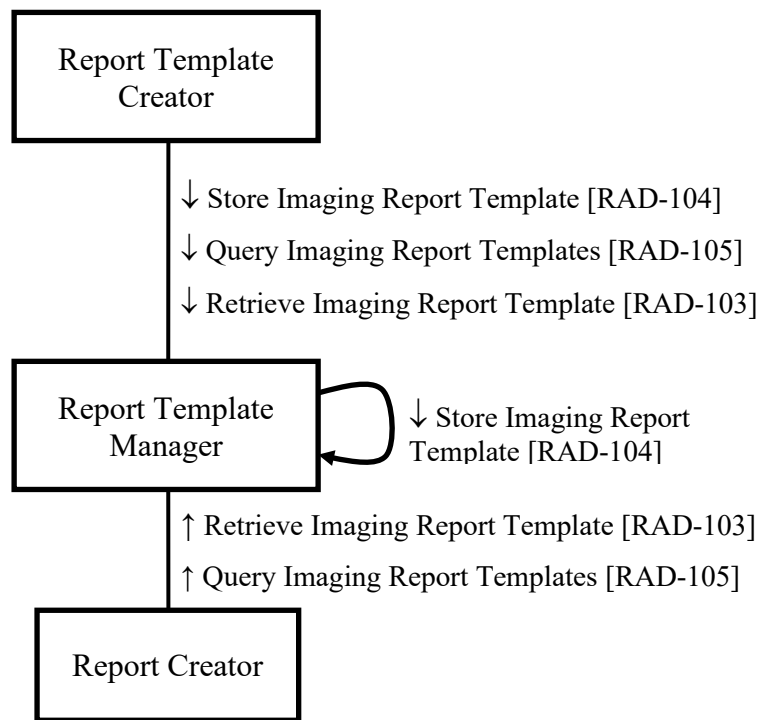 Report Template
Creator
↓ Store Imaging Report Template [RAD-104]
↓ Query Imaging Report Templates [RAD-105]
↓ Retrieve Imaging Report Template [RAD-103]
Report Template
Manager
↓ Store Imaging Report
Template [RAD-104]
↑ Retrieve Imaging Report Template [RAD-103]
↑ Query Imaging Report Templates [RAD-105]
Report Creator